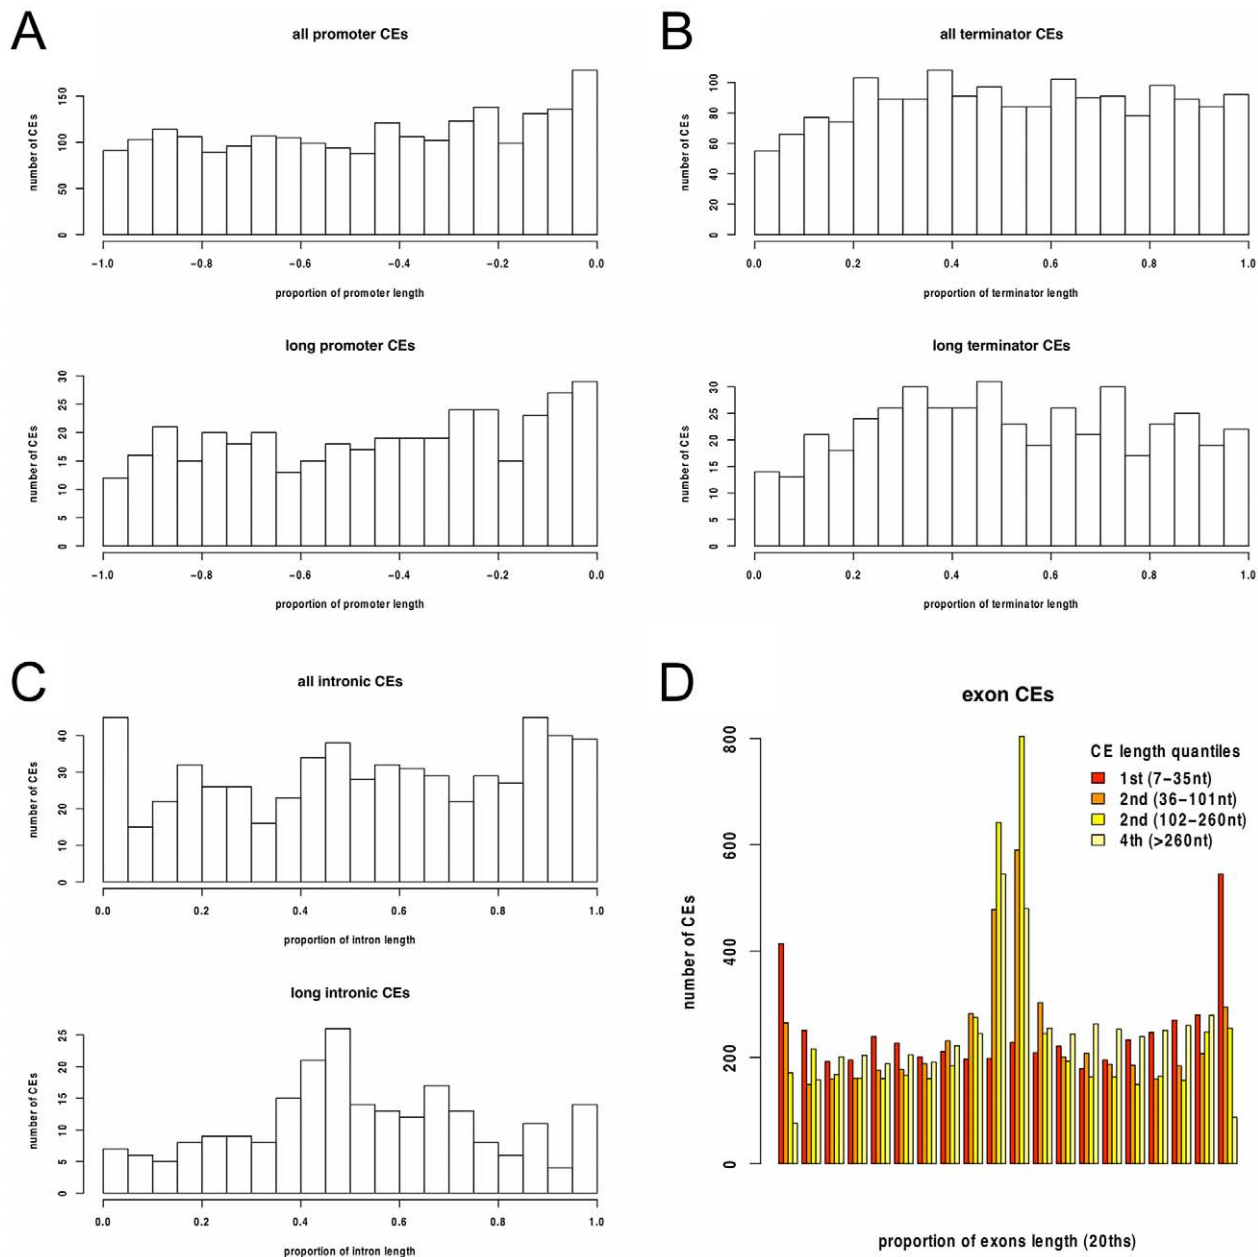 A
all promoter CEs
number of CEs
150
100
50
0
−1.0 −0.8 −0.6 −0.4 −0.2 0.0
proportion of promoter length
long promoter CEs
number of CEs
30
25
20
15
10
5
0
−1.0 −0.8 −0.6 −0.4 −0.2 0.0
proportion of promoter length
B
all terminator CEs
number of CEs
100
80
60
40
20
0
0.0 0.2 0.4 0.6 0.8 1.0
proportion of terminator length
long terminator CEs
number of CEs
30
25
20
15
10
5
0
0.0 0.2 0.4 0.6 0.8 1.0
proportion of terminator length
C
all intronic CEs
number of CEs
40
30
20
10
0
0.0 0.2 0.4 0.6 0.8 1.0
proportion of intron length
long intronic CEs
number of CEs
25
20
15
10
5
0
0.0 0.2 0.4 0.6 0.8 1.0
proportion of intron length
D
exon CEs
number of CEs
800
600
400
200
0
CE length quantiles
1st (7−35nt)
2nd (36−101nt)
2nd (102−260nt)
4th (>260nt)
proportion of exons length (20ths)